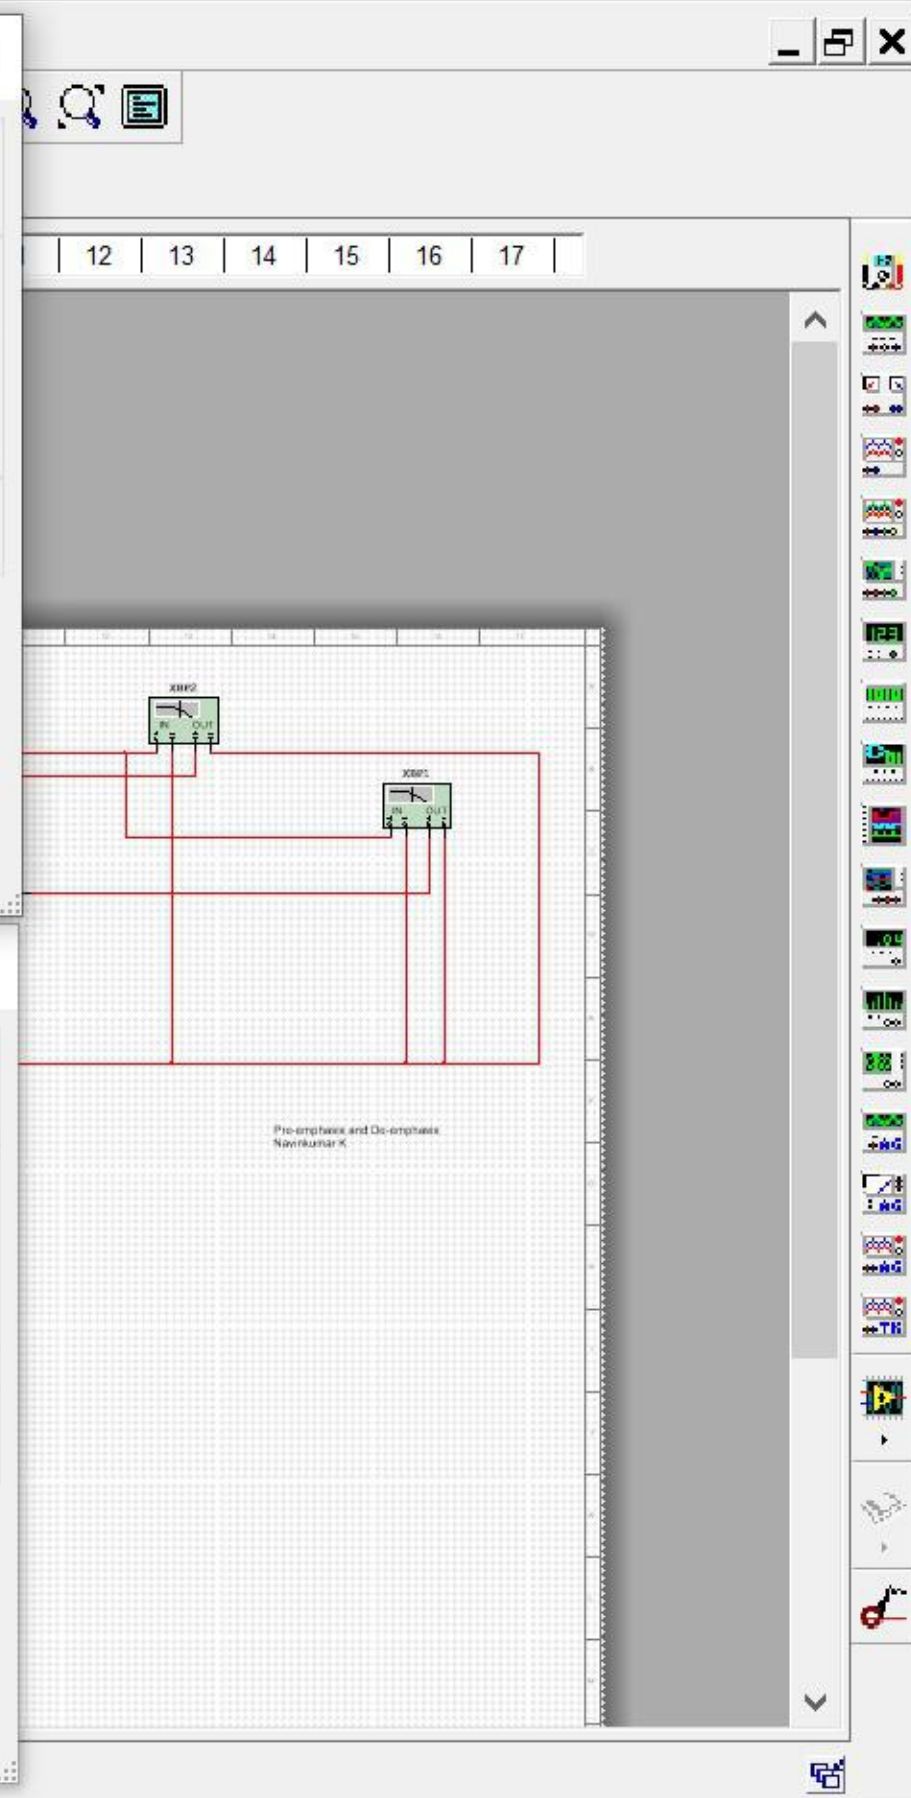 12 13 14 15 16 17
XBP2
IN OUT
XBP1
IN OUT
Pre-emphasis and De-emphasis
Navinkumar K